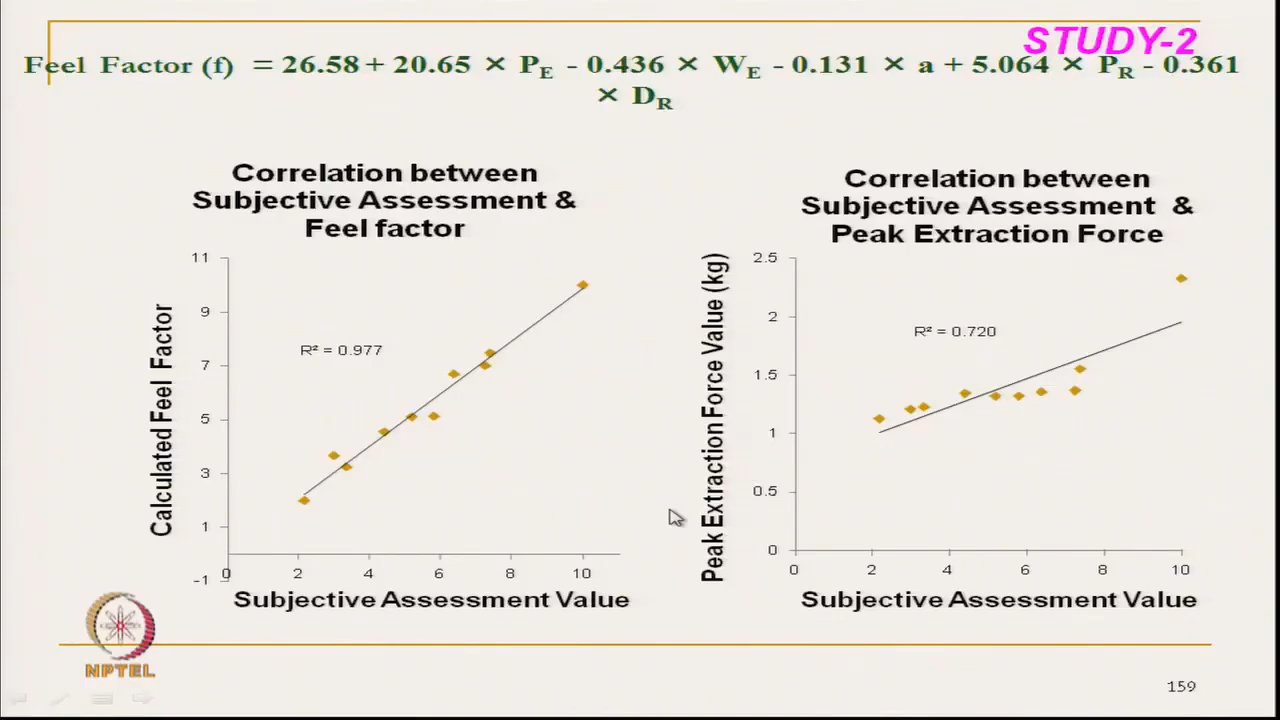 STUDY-2
Feel Factor (f) = 26.58 + 20.65 × PE - 0.436 × WE - 0.131 × a + 5.064 × PR - 0.361
× DR
Correlation between
Subjective Assessment &
Feel factor
11
9
7
5
3
1
-1
Calculated Feel Factor
R² = 0.977
0 2 4 6 8 10
Subjective Assessment Value
Correlation between
Subjective Assessment &
Peak Extraction Force
2.5
2
1.5
1
0.5
0
Peak Extraction Force Value (kg)
R² = 0.720
0 2 4 6 8 10
Subjective Assessment Value
NPTEL
159